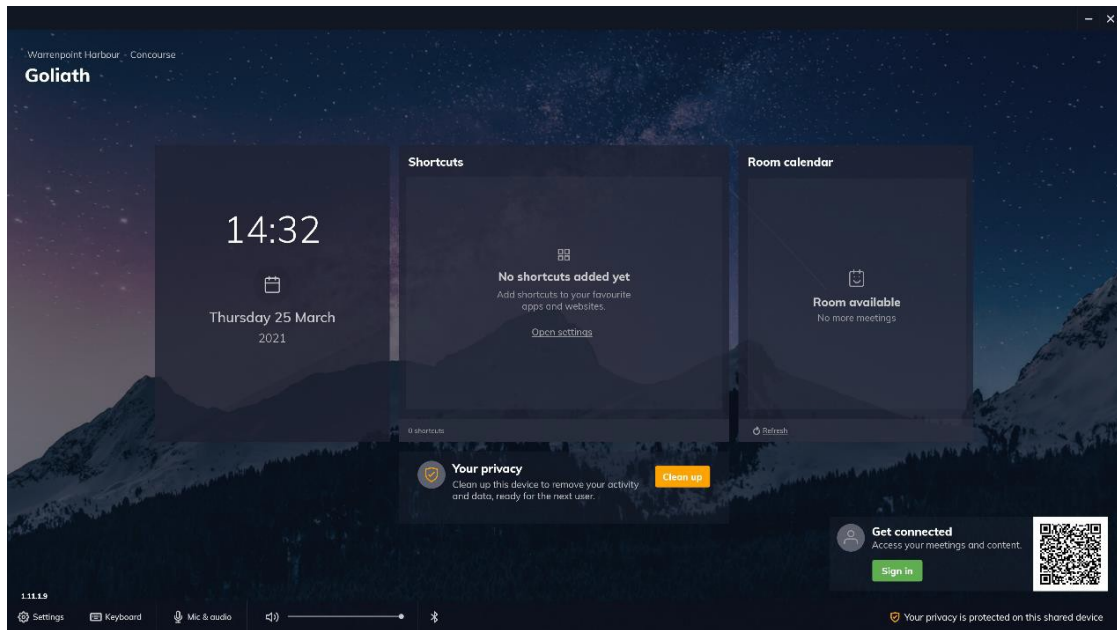 Warrenpoint Harbour - Concourse
Goliath
14:32
Thursday 25 March
2021
Shortcuts
No shortcuts added yet
Add shortcuts to your favourite
apps and websites.
Open settings
0 shortcuts
Room calendar
Room available
No more meetings
Refresh
Your privacy
Clean up this device to remove your activity
and data, ready for the next user.
Clean up
Get connected
Access your meetings and content.
Sign in
1.11.1.9
Settings Keyboard Mic & audio
Your privacy is protected on this shared device